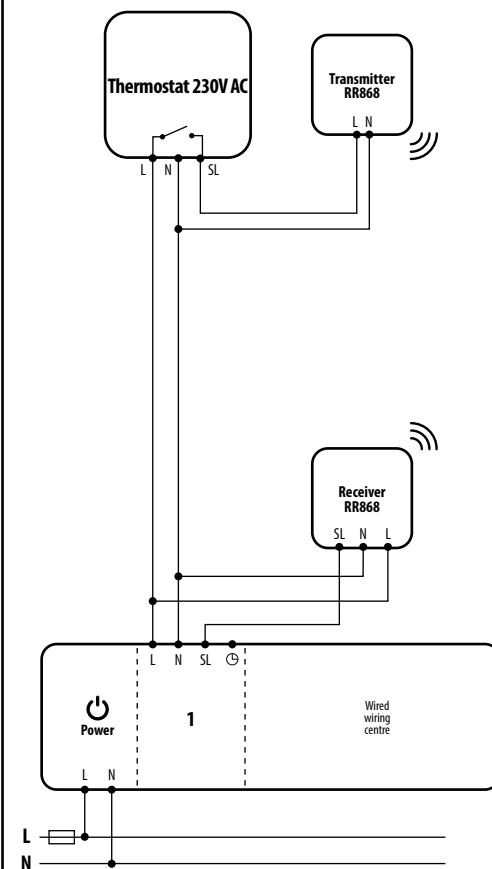 Thermostat 230V AC
L N SL
Transmitter
RR868
L N
Receiver
RR868
SL N L
L N SL
Power
1
Wired
wiring
centre
L N
L
N